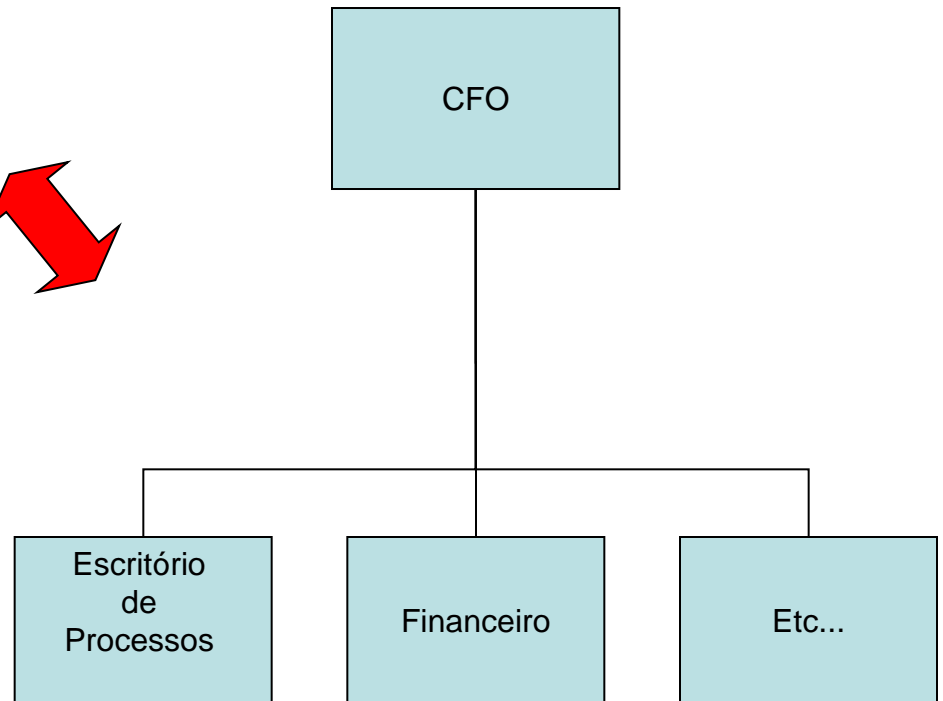 CFO
Escritório
de
Processos
Financeiro
Etc...